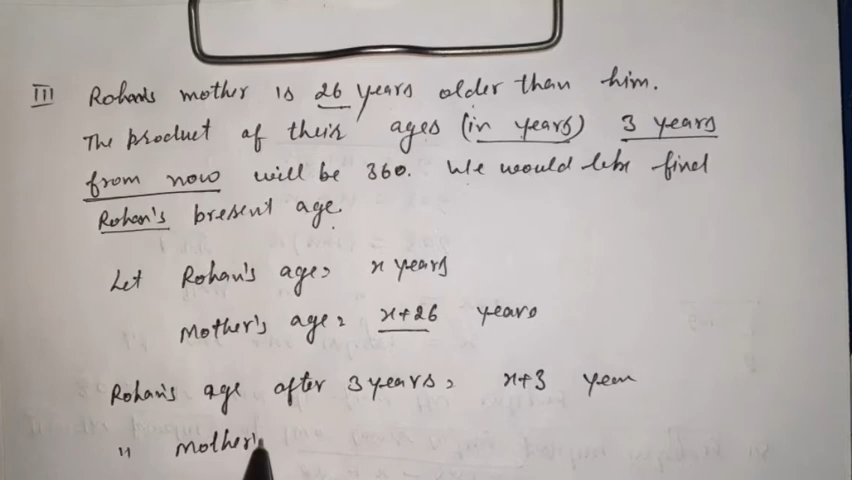 III Rohan's mother is 26 years older than him.
The product of their ages (in years) 3 years
from now will be 360. We would like find
Rohan's present age.
Let Rohan's age = x years
Mother's age = x+26 years
Rohan's age after 3 years = x+3 year
" Mother's